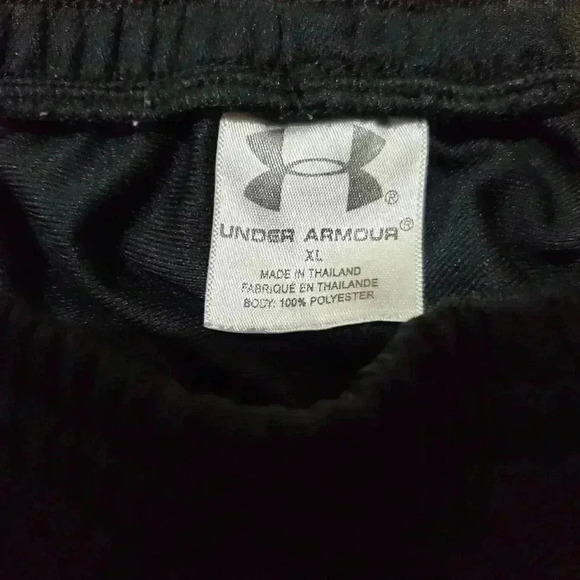 ®
UNDER ARMOUR®
XL
MADE IN THAILAND
FABRIQUÉ EN THAILANDE
BODY: 100% POLYESTER